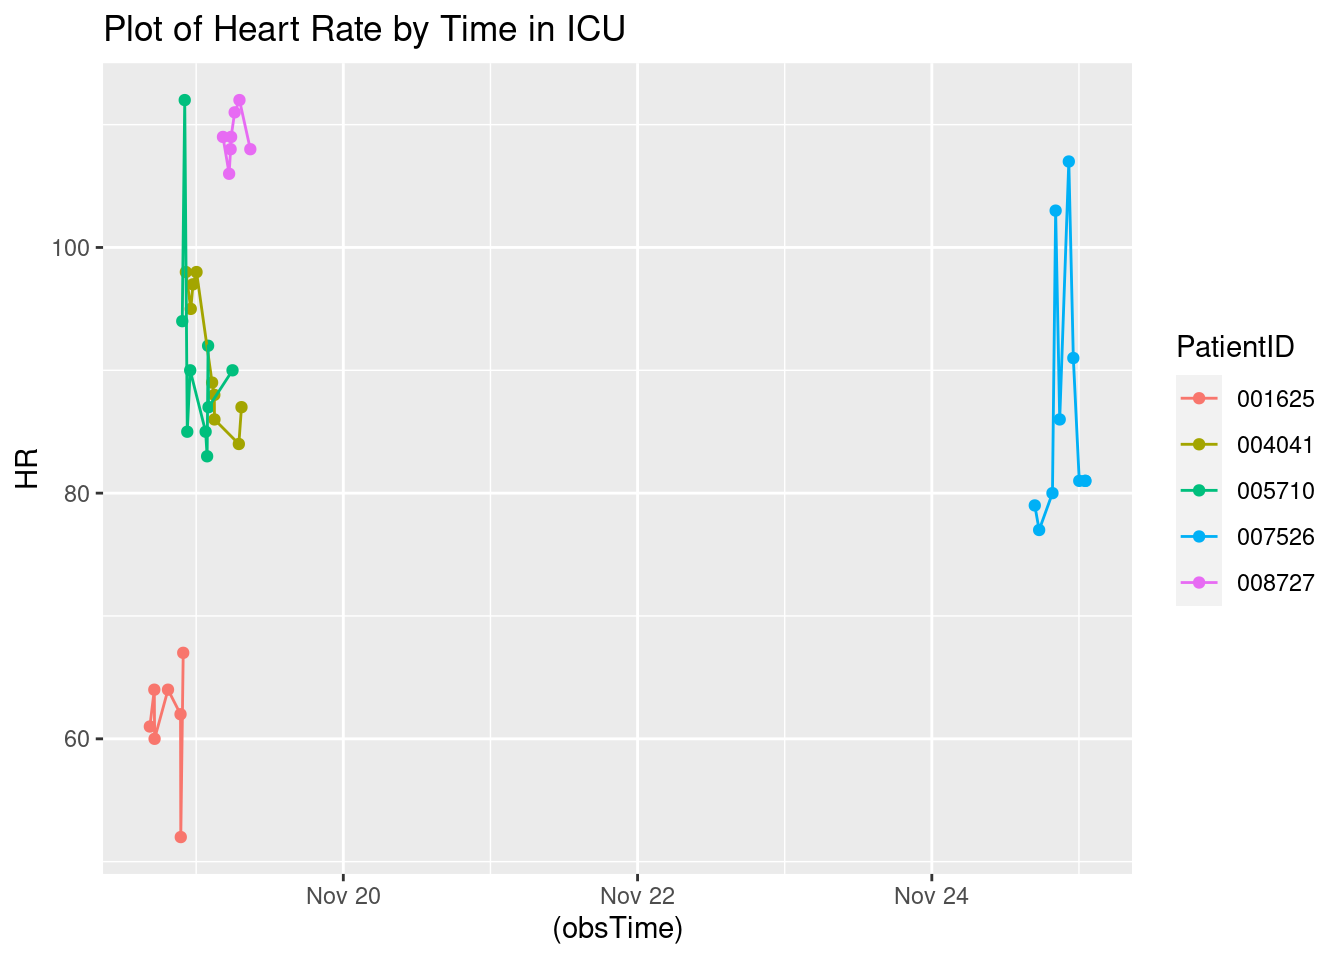 Plot of Heart Rate by Time in ICU
HR
100
80
60
Nov 20 Nov 22 Nov 24
(obsTime)
PatientID
001625
004041
005710
007526
008727